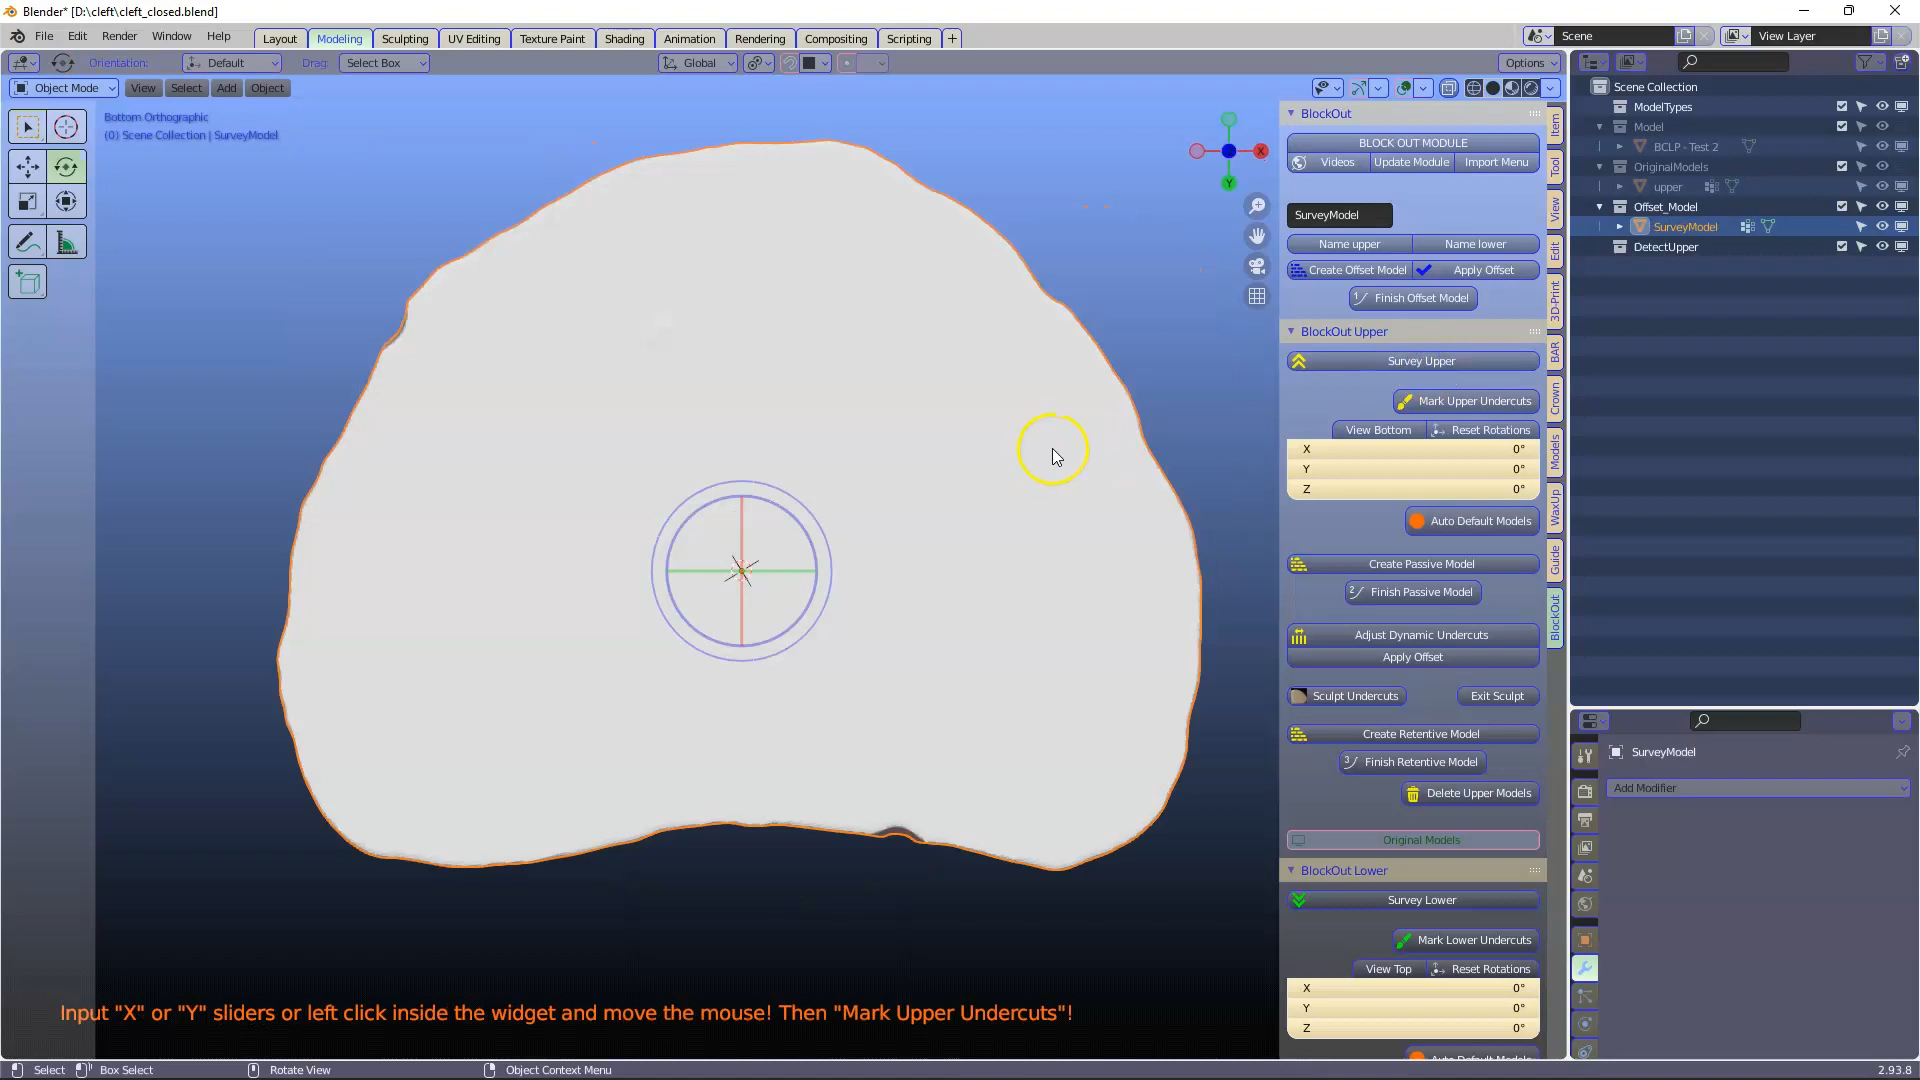 Blender* [D:\cleft\cleft_closed.blend]
File Edit Render Window Help
Layout Modeling Sculpting UV Editing Texture Paint Shading Animation Rendering Compositing Scripting +
Scene View Layer
Orientation: Default Drag: Select Box Global Options
Object Mode View Select Add Object
Bottom Orthographic
(0) Scene Collection | SurveyModel
X
Y
BlockOut
BLOCK OUT MODULE
Videos Update Module Import Menu
SurveyModel
Name upper Name lower
Create Offset Model Apply Offset
1 Finish Offset Model
BlockOut Upper
Survey Upper
Mark Upper Undercuts
View Bottom Reset Rotations
X 0°
Y 0°
Z 0°
Auto Default Models
Create Passive Model
2 Finish Passive Model
Adjust Dynamic Undercuts
Apply Offset
Sculpt Undercuts Exit Sculpt
Create Retentive Model
3 Finish Retentive Model
Delete Upper Models
Original Models
BlockOut Lower
Survey Lower
Mark Lower Undercuts
View Top Reset Rotations
X 0°
Y 0°
Z 0°
Auto Default Models
Item
Tool
View
Edit
3D-Print
BAR
Crown
Models
WaxUp
Guide
BlockOut
Scene Collection
ModelTypes
Model
BCLP - Test 2
OriginalModels
upper
Offset_Model
SurveyModel
DetectUpper
SurveyModel
Add Modifier
Input "X" or "Y" sliders or left click inside the widget and move the mouse! Then "Mark Upper Undercuts"!
Select Box Select Rotate View Object Context Menu 2.93.8